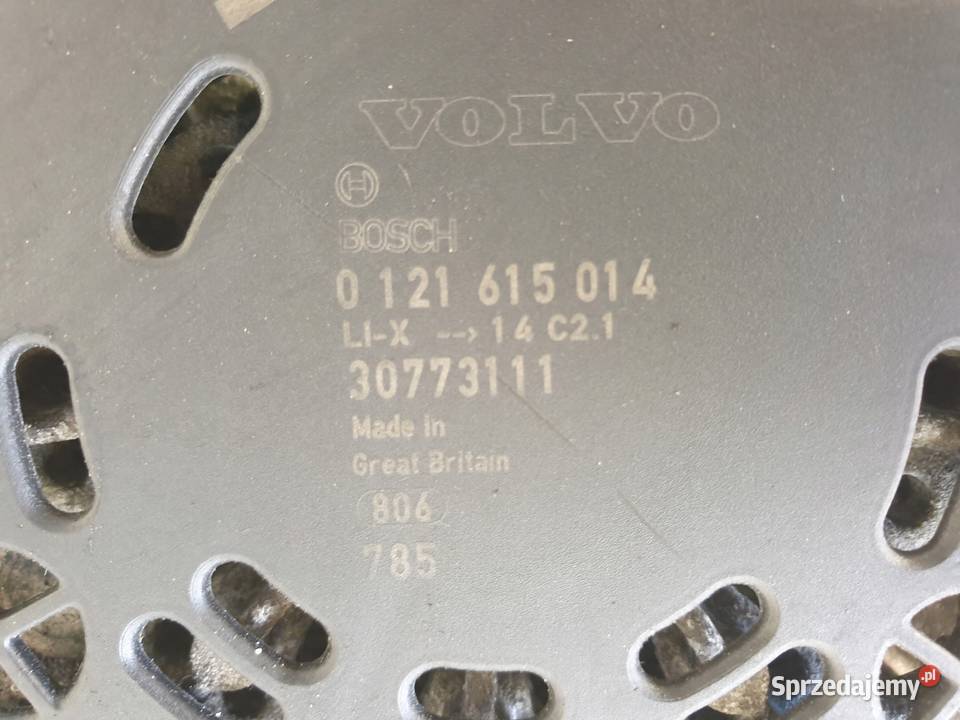 VOLVO
BOSCH
0 121 615 014
LI-X --> 14 C2.1
30773111
Made in
Great Britain
806
785
Sprzedajemy.pl